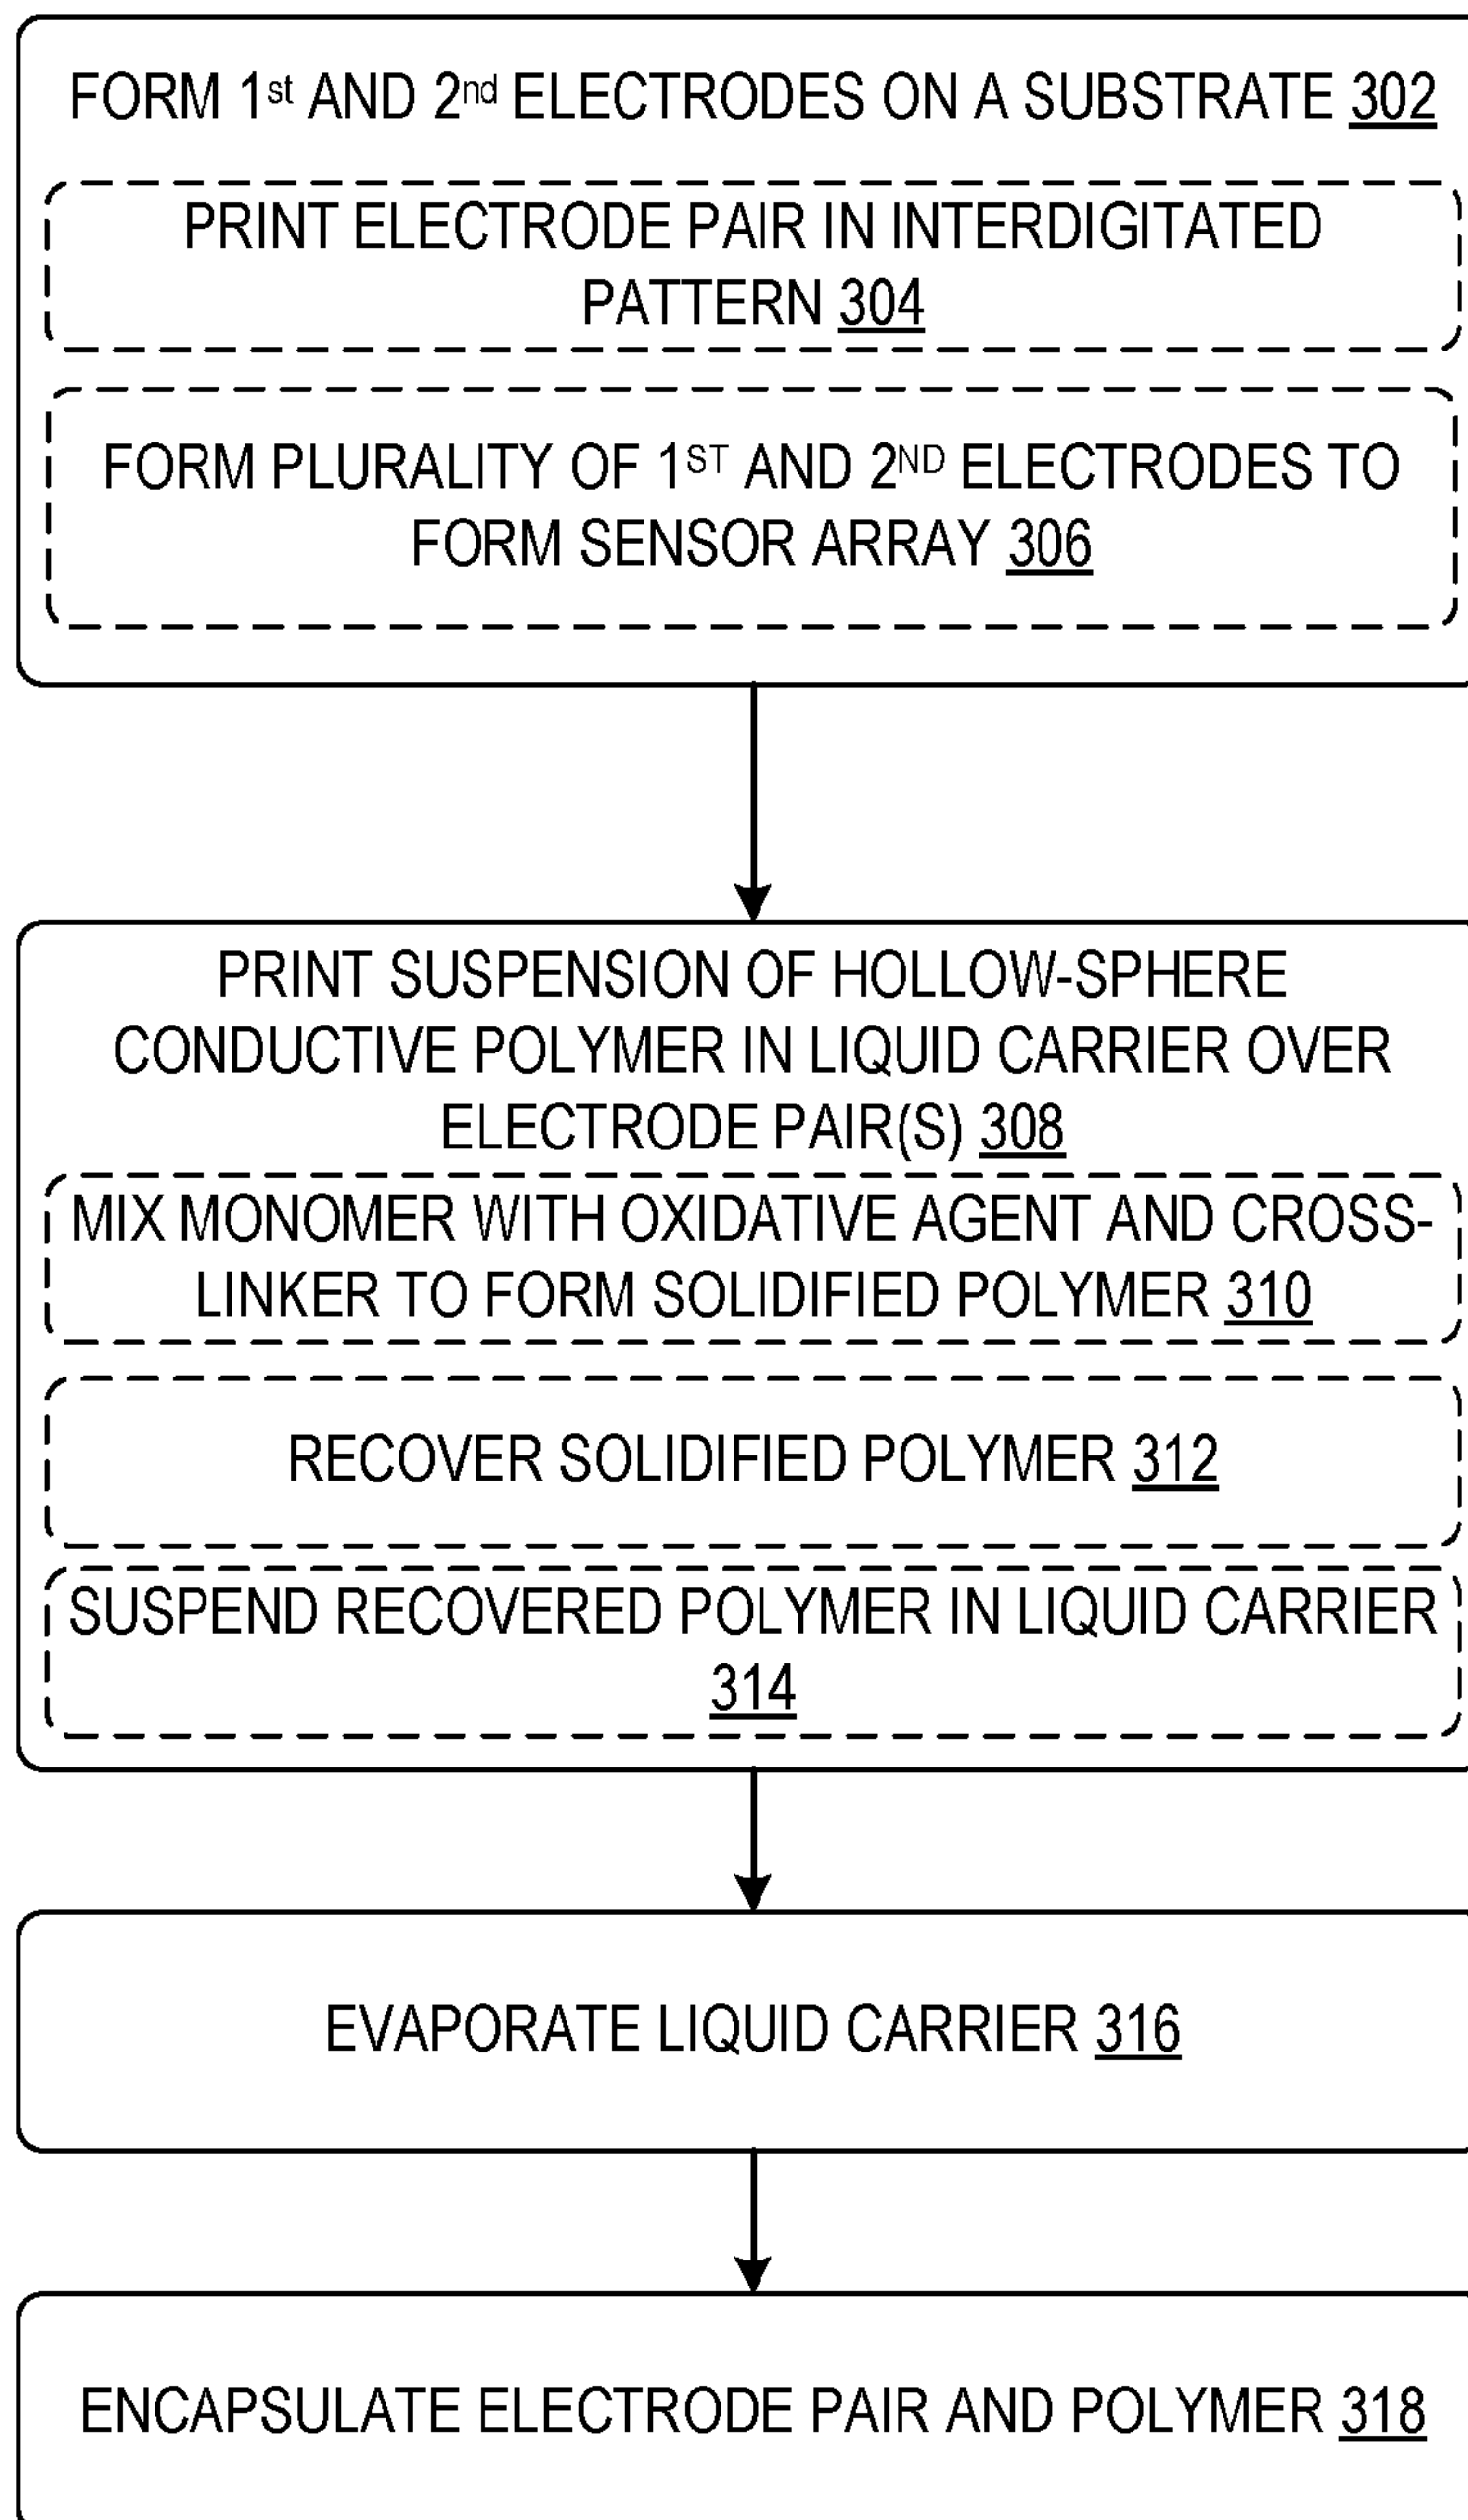 FORM 1st AND 2nd ELECTRODES ON A SUBSTRATE 302
PRINT ELECTRODE PAIR IN INTERDIGITATED
PATTERN 304
FORM PLURALITY OF 1ST AND 2ND ELECTRODES TO
FORM SENSOR ARRAY 306
PRINT SUSPENSION OF HOLLOW-SPHERE
CONDUCTIVE POLYMER IN LIQUID CARRIER OVER
ELECTRODE PAIR(S) 308
MIX MONOMER WITH OXIDATIVE AGENT AND CROSS-
LINKER TO FORM SOLIDIFIED POLYMER 310
RECOVER SOLIDIFIED POLYMER 312
SUSPEND RECOVERED POLYMER IN LIQUID CARRIER
314
EVAPORATE LIQUID CARRIER 316
ENCAPSULATE ELECTRODE PAIR AND POLYMER 318